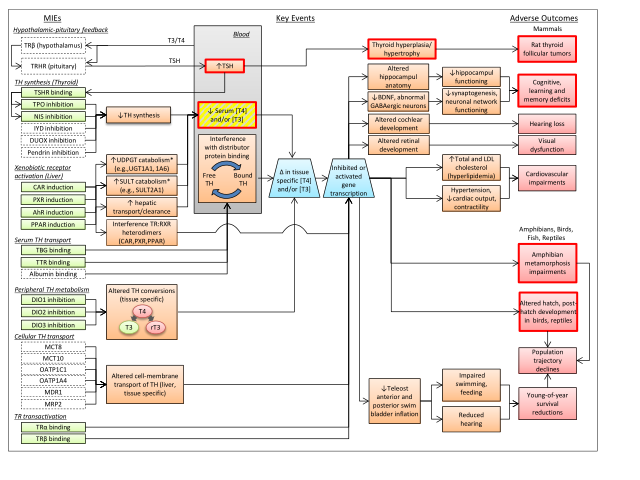 MIEs
Key Events
Adverse Outcomes
Hypothalamic-pituitary feedback
TRβ (hypothalamus)
TRHR (pituitary)
T3/T4
TSH
Blood
↑TSH
TH synthesis (Thyroid)
TSHR binding
TPO inhibition
NIS inhibition
IYD inhibition
DUOX inhibition
Pendrin inhibition
↓TH synthesis
↓ Serum [T4]
and/or [T3]
Interference
with distributor
protein binding
Free
TH
Bound
TH
Xenobiotic receptor
activation (Liver)
CAR induction
PXR induction
AhR induction
PPAR induction
↑UDPGT catabolism*
(e.g.,UGT1A1, 1A6)
↑SULT catabolism*
(e.g., SULT2A1)
↑ hepatic
transport/clearance
Interference TR:RXR
heterodimers
(CAR,PXR,PPAR)
Serum TH transport
TBG binding
TTR binding
Albumin binding
Peripheral TH metabolism
DIO1 inhibition
DIO2 inhibition
DIO3 inhibition
Altered TH conversions
(tissue specific)
T4
T3
rT3
Cellular TH transport
MCT8
MCT10
OATP1C1
OATP1A4
MDR1
MRP2
Altered cell-membrane
transport of TH (liver,
tissue specific)
TR transactivation
TRα binding
TRβ binding
Δ in tissue
specific [T4]
and/or [T3]
Inhibited or
activated
gene
transcription
Thyroid hyperplasia/
hypertrophy
Altered
hippocampul
anatomy
↓BDNF, abnormal
GABAergic neurons
↓hippocampul
functioning
↓synaptogenesis,
neuronal network
functioning
Altered cochlear
development
Altered retinal
development
↑Total and LDL
cholesterol
(hyperlipidemia)
Hypertension,
↓cardiac output,
contractility
↓Teleost
anterior and
posterior swim
bladder inflation
Impaired
swimming,
feeding
Reduced
hearing
Mammals
Rat thyroid
follicular tumors
Cognitive,
learning and
memory deficits
Hearing loss
Visual
dysfunction
Cardiovascular
impairments
Amphibians, Birds,
Fish, Reptiles
Amphibian
metamorphosis
impairments
Altered hatch, post-
hatch development
in birds, reptiles
Population
trajectory
declines
Young-of-year
survival
reductions